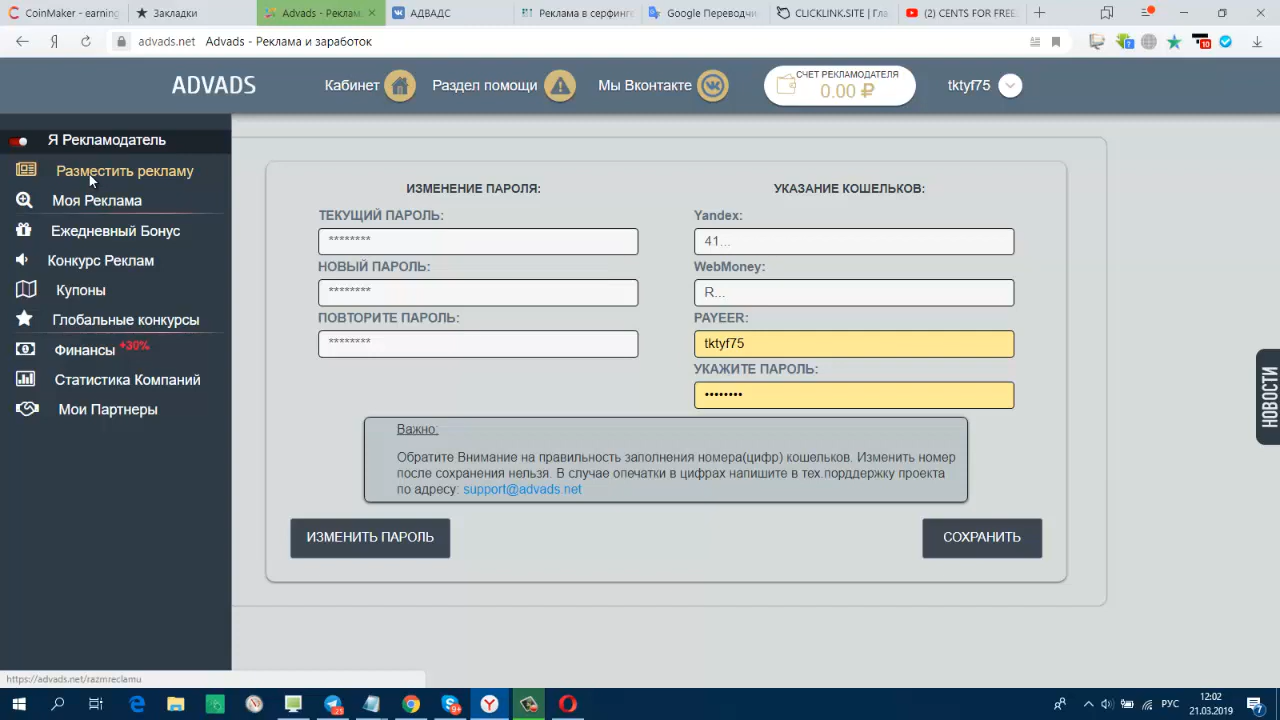 CoinMaker - earning
Закладки
Advads - Реклам
АДВАДС
Реклама в серфинге
Google Переводчи
CLICKLINK.SITE | Гла
(2) CENTS FOR FREE
advads.net Advads - Реклама и заработок
10
ADVADS
Кабинет
Раздел помощи
Мы Вконтакте
СЧЕТ РЕКЛАМОДАТЕЛЯ
0.00 ₽
tktyf75
Я Рекламодатель
Разместить рекламу
Моя Реклама
Ежедневный Бонус
Конкурс Реклам
Купоны
Глобальные конкурсы
Финансы +30%
Статистика Компаний
Мои Партнеры
ИЗМЕНЕНИЕ ПАРОЛЯ:
ТЕКУЩИЙ ПАРОЛЬ:
********
НОВЫЙ ПАРОЛЬ:
********
ПОВТОРИТЕ ПАРОЛЬ:
********
УКАЗАНИЕ КОШЕЛЬКОВ:
Yandex:
41...
WebMoney:
R...
PAYEER:
tktyf75
УКАЖИТЕ ПАРОЛЬ:
••••••••
Важно:
Обратите Внимание на правильность заполнения номера(цифр) кошельков. Изменить номер
после сохранения нельзя. В случае опечатки в цифрах напишите в тех.порддержку проекта
по адресу: support@advads.net
ИЗМЕНИТЬ ПАРОЛЬ
СОХРАНИТЬ
НОВОСТИ
https://advads.net/razmreclamu
РУС
12:02
21.03.2019